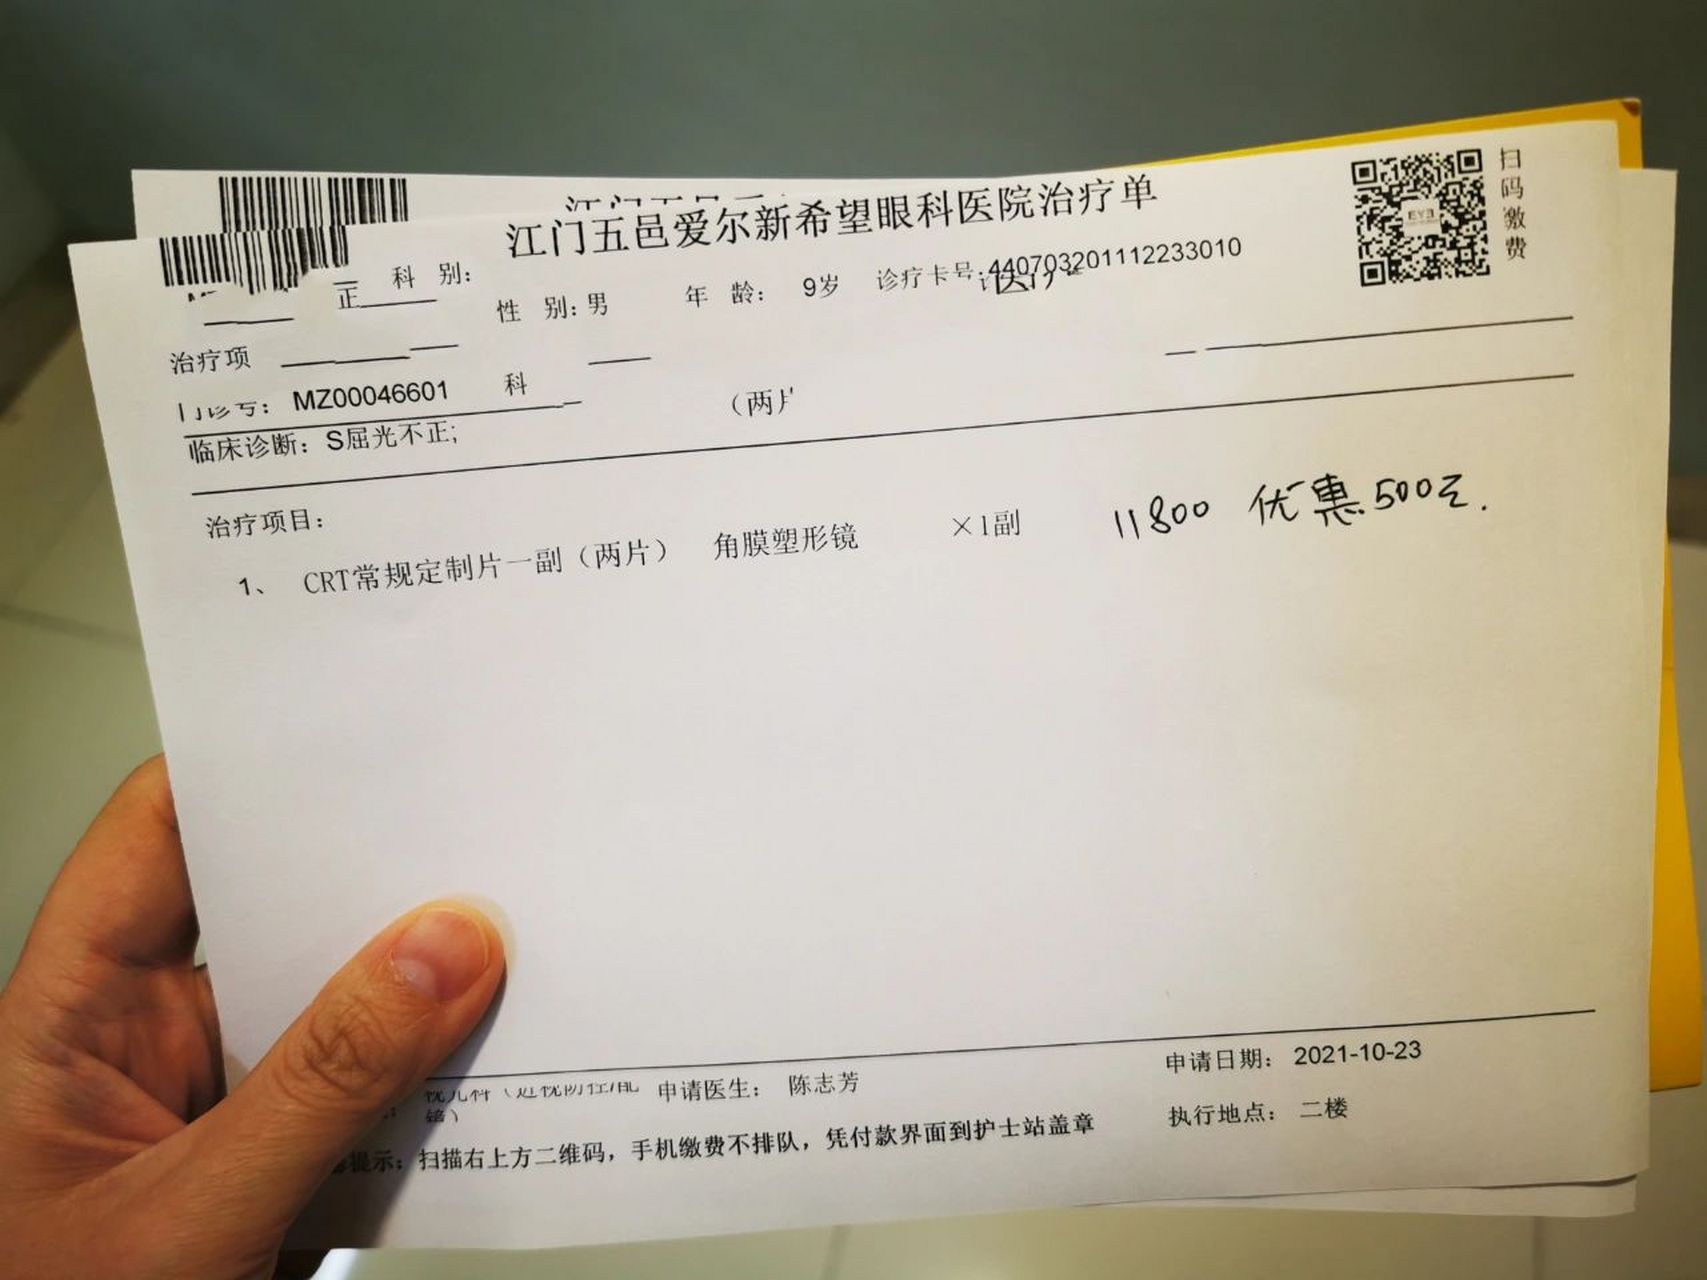 江门五邑爱尔新希望眼科医院治疗单
扫码缴费
EYE
正 科 别:
性 别: 男 年 龄: 9岁 诊疗卡号: 440703201112233010
治疗项
MZ00046601 科
(两片
临床诊断: S屈光不正;
治疗项目:
1、 CRT常规定制片一副 (两片) 角膜塑形镜 ×1副 11800 优惠500元.
申请医生: 陈志芳 申请日期: 2021-10-23
镜) 执行地点: 二楼
提示: 扫描右上方二维码, 手机缴费不排队, 凭付款界面到护士站盖章